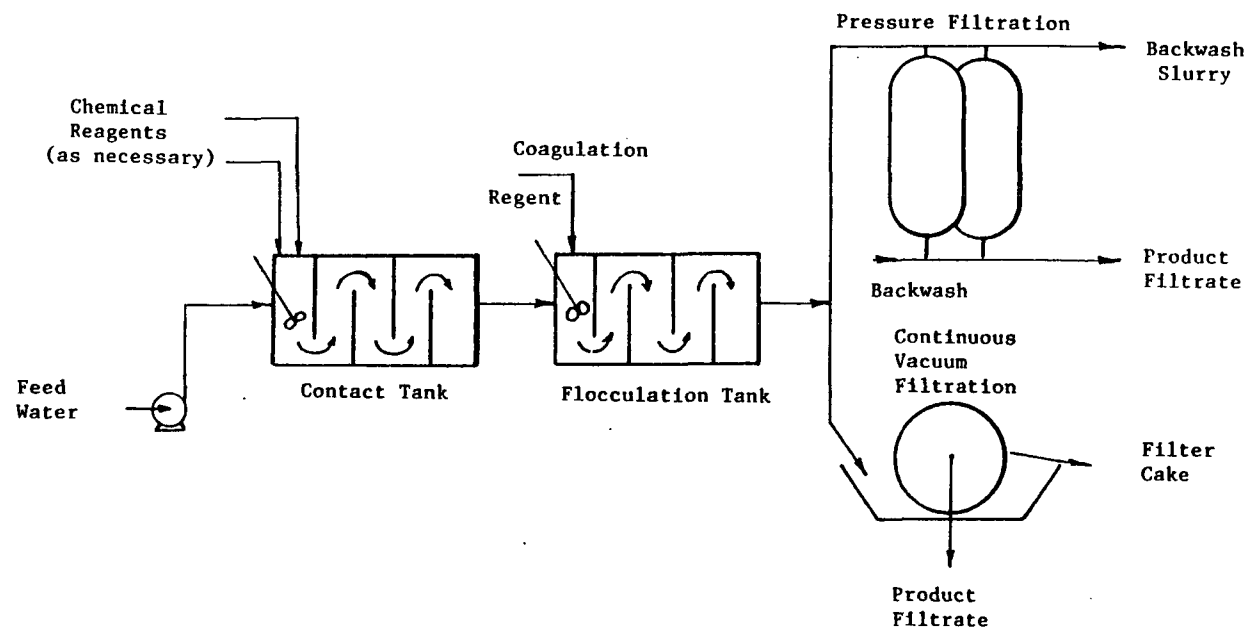 Pressure Filtration
Backwash
Slurry
Chemical
Reagents
(as necessary)
Coagulation
Regent
Product
Filtrate
Backwash
Continuous
Vacuum
Filtration
Contact Tank
Flocculation Tank
Feed
Water
Filter
Cake
Product
Filtrate